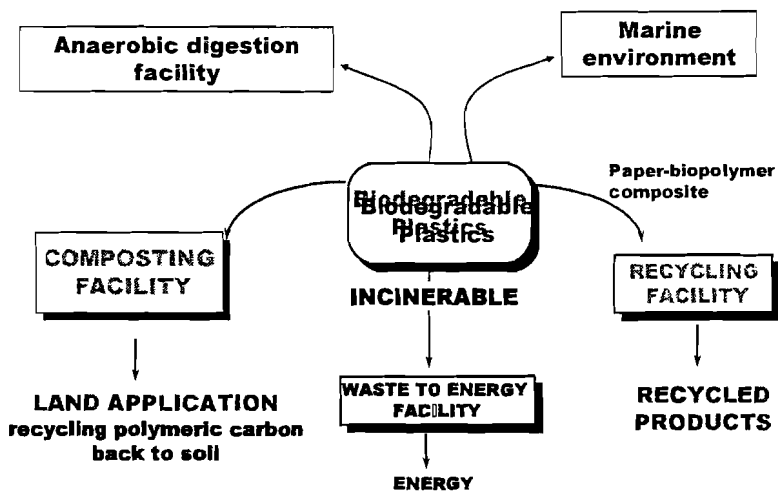 Anaerobic digestion
facility
Marine
environment
Biodegradable
Plastics
Paper-biopolymer
composite
COMPOSTING
FACILITY
INCINERABLE
RECYCLING
FACILITY
LAND APPLICATION
recycling polymeric carbon
back to soil
WASTE TO ENERGY
FACILITY
RECYCLED
PRODUCTS
ENERGY